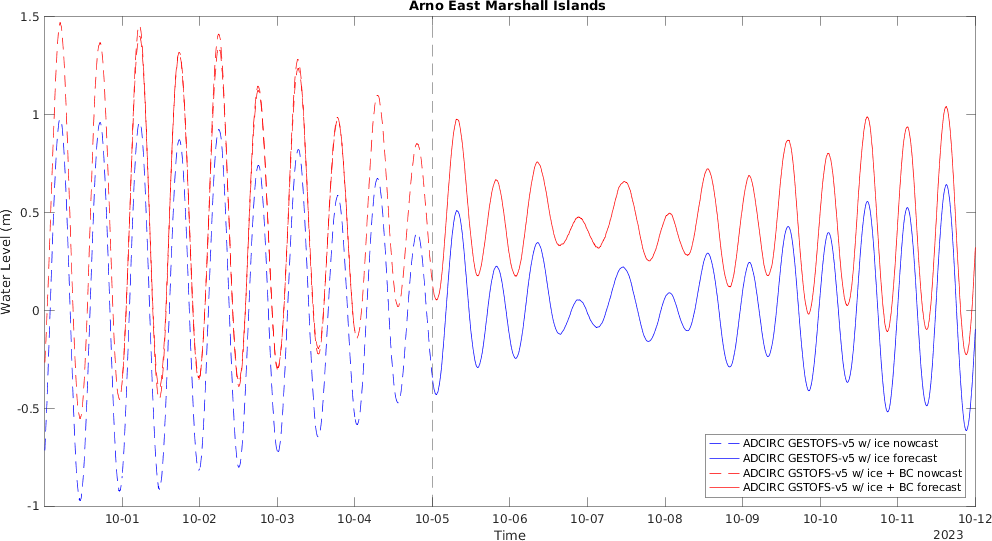 Arno East Marshall Islands
1.5
1
0.5
0
-0.5
-1
Water Level (m)
10-01
10-02
10-03
10-04
10-05
10-06
10-07
10-08
10-09
10-10
10-11
10-12
Time
2023
ADCIRC GESTOFS-v5 w/ ice nowcast
ADCIRC GESTOFS-v5 w/ ice forecast
ADCIRC GSTOFS-v5 w/ ice + BC nowcast
ADCIRC GSTOFS-v5 w/ ice + BC forecast